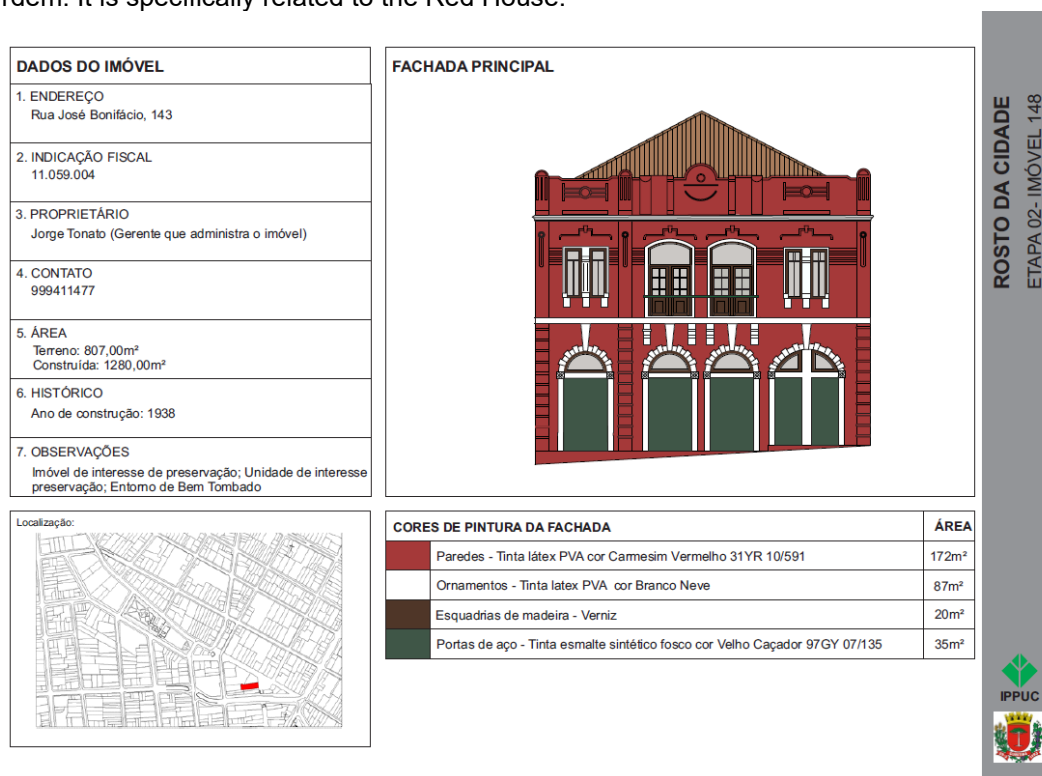 rdem. It is specifically related to the Red House.
DADOS DO IMÓVEL
1. ENDEREÇO
Rua José Bonifácio, 143
2. INDICAÇÃO FISCAL
11.059.004
3. PROPRIETÁRIO
Jorge Tonato (Gerente que administra o imóvel)
4. CONTATO
999411477
5. ÁREA
Terreno: 807,00m²
Construída: 1280,00m²
6. HISTÓRICO
Ano de construção: 1938
7. OBSERVAÇÕES
Imóvel de interesse de preservação; Unidade de interesse
preservação; Entorno de Bem Tombado
FACHADA PRINCIPAL
Localização:
CORES DE PINTURA DA FACHADA ÁREA
Paredes - Tinta látex PVA cor Carmesim Vermelho 31YR 10/591 172m²
Ornamentos - Tinta latex PVA cor Branco Neve 87m²
Esquadrias de madeira - Verniz 20m²
Portas de aço - Tinta esmalte sintético fosco cor Velho Caçador 97GY 07/135 35m²
ROSTO DA CIDADE
ETAPA 02- IMÓVEL 148
IPPUC